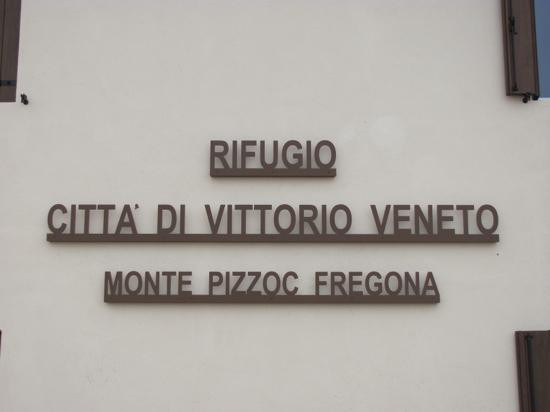 RIFUGIO
CITTA' DI VITTORIO VENETO
MONTE PIZZOC FREGONA